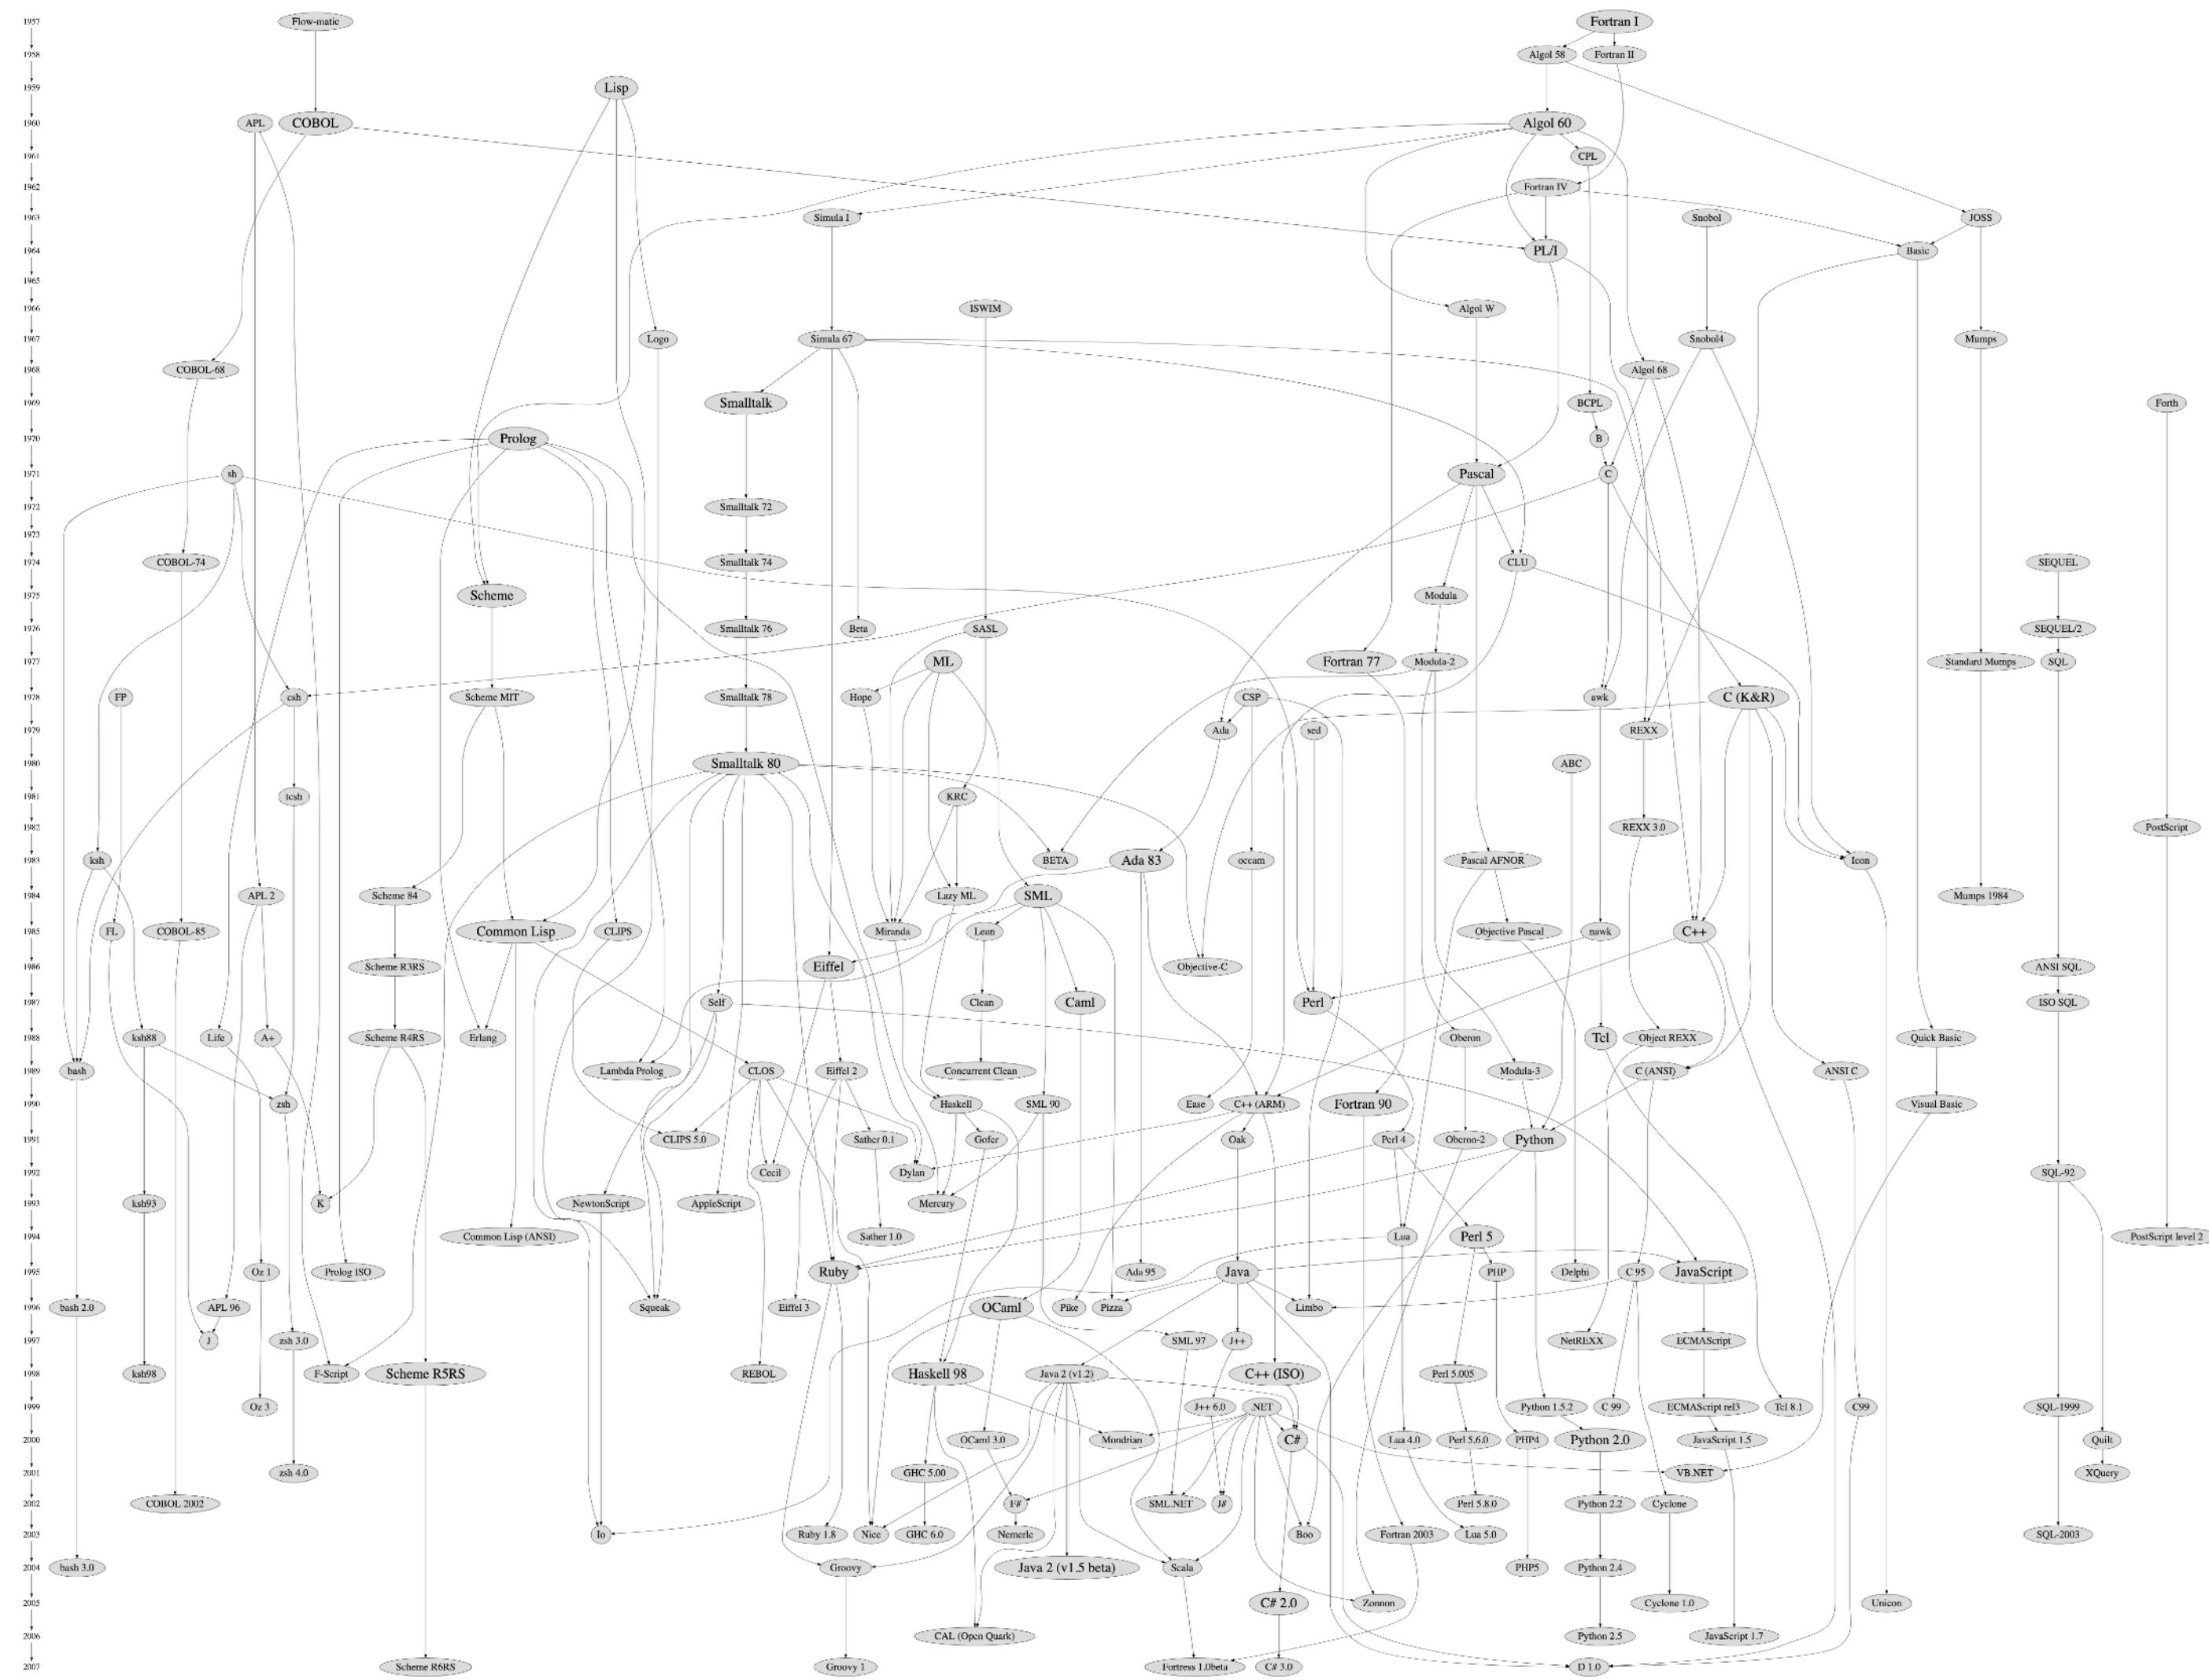 1957 Flow-matic Fortran I
1958 Algol 58 Fortran II
1959 Lisp
1960 APL COBOL Algol 60
1961 CPL
1962 Fortran IV
1963 Simula I Snobol JOSS
1964 PL/I Basic
1965
1966 ISWIM Algol W
1967 Logo Simula 67 Snobol4 Mumps
1968 COBOL-68 Algol 68
1969 Smalltalk BCPL Forth
1970 Prolog B
1971 sh Pascal C
1972 Smalltalk 72
1973
1974 COBOL-74 Smalltalk 74 CLU SEQUEL
1975 Scheme Modula
1976 Smalltalk 76 Beta SASL SEQUEL/2
1977 ML Fortran 77 Modula-2 Standard Mumps SQL
1978 FP csh Scheme MIT Smalltalk 78 Hope CSP awk C (K&R)
1979 Ada sed REXX
1980 Smalltalk 80 ABC
1981 tcsh KRC
1982 REXX 3.0 PostScript
1983 ksh BETA Ada 83 occam Pascal AFNOR Icon
1984 APL 2 Scheme 84 Lazy ML SML Mumps 1984
1985 FL COBOL-85 Common Lisp CLIPS Miranda Lean Objective Pascal nawk C++
1986 Scheme R3RS Eiffel Objective-C ANSI SQL
1987 Self Clean Caml Perl ISO SQL
1988 ksh88 Life A+ Scheme R4RS Erlang Oberon Tcl Object REXX Quick Basic
1989 bash Lambda Prolog CLOS Eiffel 2 Concurrent Clean Modula-3 C (ANSI) ANSI C
1990 zsh Haskell SML 90 Ease C++ (ARM) Fortran 90 Visual Basic
1991 CLIPS 5.0 Sather 0.1 Gofer Oak Perl 4 Oberon-2 Python
1992 Cecil Dylan SQL-92
1993 ksh93 K NewtonScript AppleScript Mercury
1994 Common Lisp (ANSI) Sather 1.0 Lua Perl 5 PostScript level 2
1995 Oz 1 Prolog ISO Ruby Ada 95 Java PHP Delphi C 95 JavaScript
1996 bash 2.0 APL 96 Squeak Eiffel 3 OCaml Pike Pizza Limbo
1997 J zsh 3.0 SML 97 J++ NetREXX ECMAScript
1998 ksh98 F-Script Scheme R5RS REBOL Haskell 98 Java 2 (v1.2) C++ (ISO) Perl 5.005
1999 Oz 3 J++ 6.0 .NET Python 1.5.2 C 99 ECMAScript rel3 Tcl 8.1 C99 SQL-1999
2000 OCaml 3.0 Mondrian C# Lua 4.0 Perl 5.6.0 PHP4 Python 2.0 JavaScript 1.5 Quilt
2001 zsh 4.0 GHC 5.00 VB.NET XQuery
2002 COBOL 2002 F# SML.NET J# Perl 5.8.0 Python 2.2 Cyclone
2003 Io Ruby 1.8 Nice GHC 6.0 Nemerle Boo Fortran 2003 Lua 5.0 SQL-2003
2004 bash 3.0 Groovy Java 2 (v1.5 beta) Scala PHP5 Python 2.4
2005 C# 2.0 Zonnon Cyclone 1.0 Unicon
2006 CAL (Open Quark) Python 2.5 JavaScript 1.7
2007 Scheme R6RS Groovy 1 Fortress 1.0beta C# 3.0 D 1.0